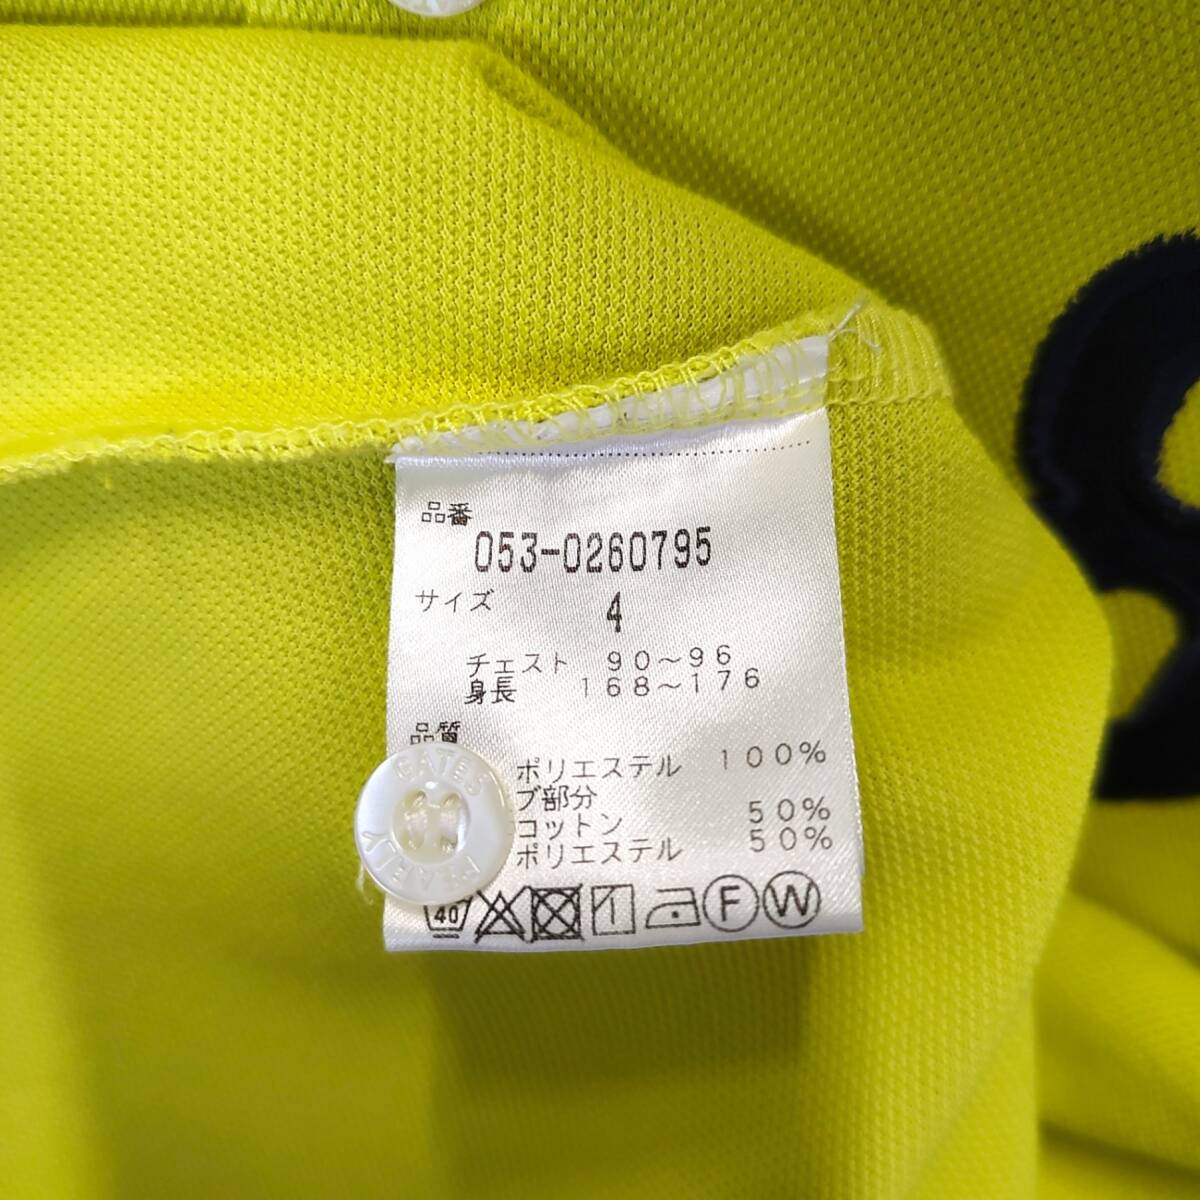 品番
053-0260795
サイズ 4
チェスト 90～96
身長 168～176
品質
ポリエステル 100%
ブ部分
コットン 50%
ポリエステル 50%
40 F W
GATES
PEARLY